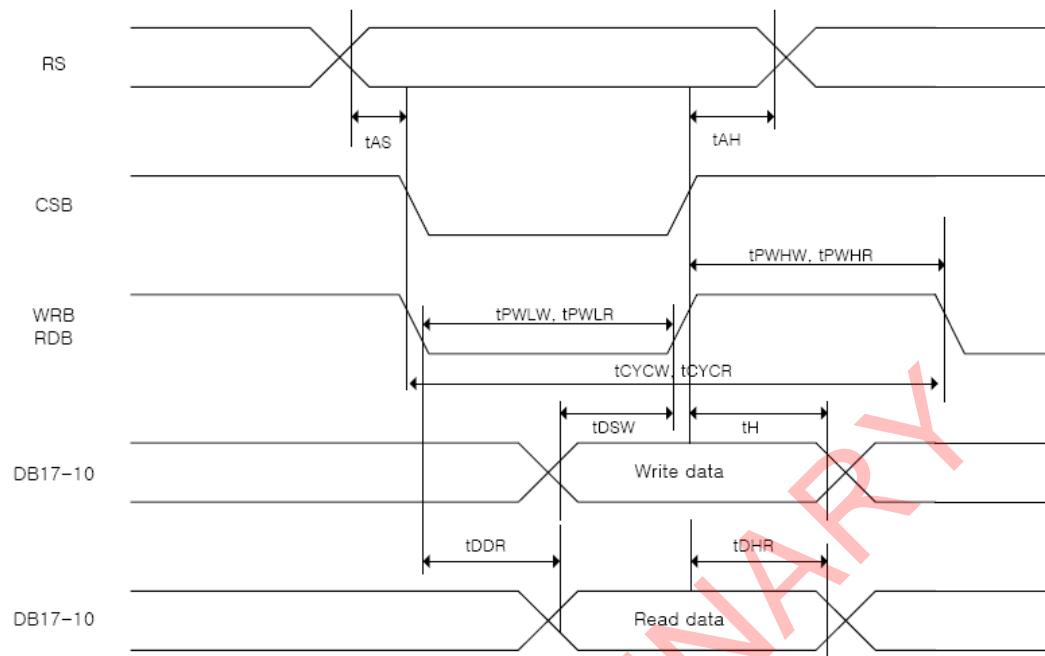 RS
tAS
tAH
CSB
tPWHW, tPWHR
WRB
RDB
tPWLW, tPWLR
tCYCW, tCYCR
tDSW
tH
DB17-10
Write data
tDDR
tDHR
DB17-10
Read data
NARY